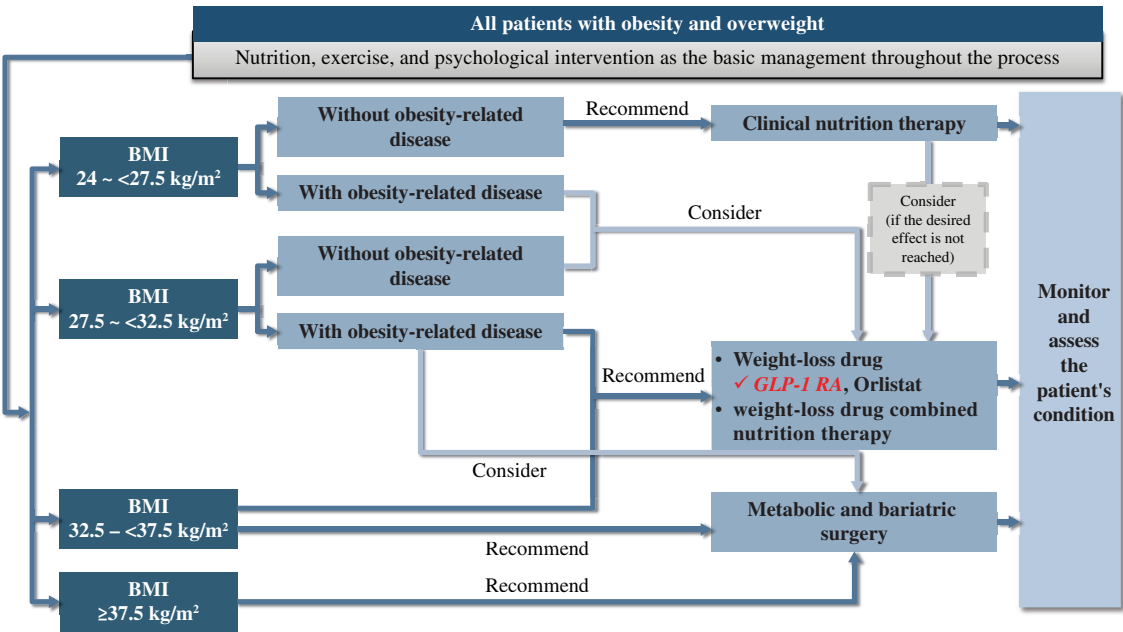 All patients with obesity and overweight
Nutrition, exercise, and psychological intervention as the basic management throughout the process
BMI
24 ~ <27.5 kg/m²
Without obesity-related
disease
Recommend
Clinical nutrition therapy
With obesity-related disease
Consider
Consider
(if the desired
effect is not
reached)
BMI
27.5 ~ <32.5 kg/m²
Without obesity-related
disease
With obesity-related disease
Recommend
• Weight-loss drug
✓ GLP-1 RA, Orlistat
• weight-loss drug combined
nutrition therapy
Consider
BMI
32.5 – <37.5 kg/m²
Recommend
Metabolic and bariatric
surgery
BMI
≥37.5 kg/m²
Recommend
Monitor
and
assess
the
patient's
condition